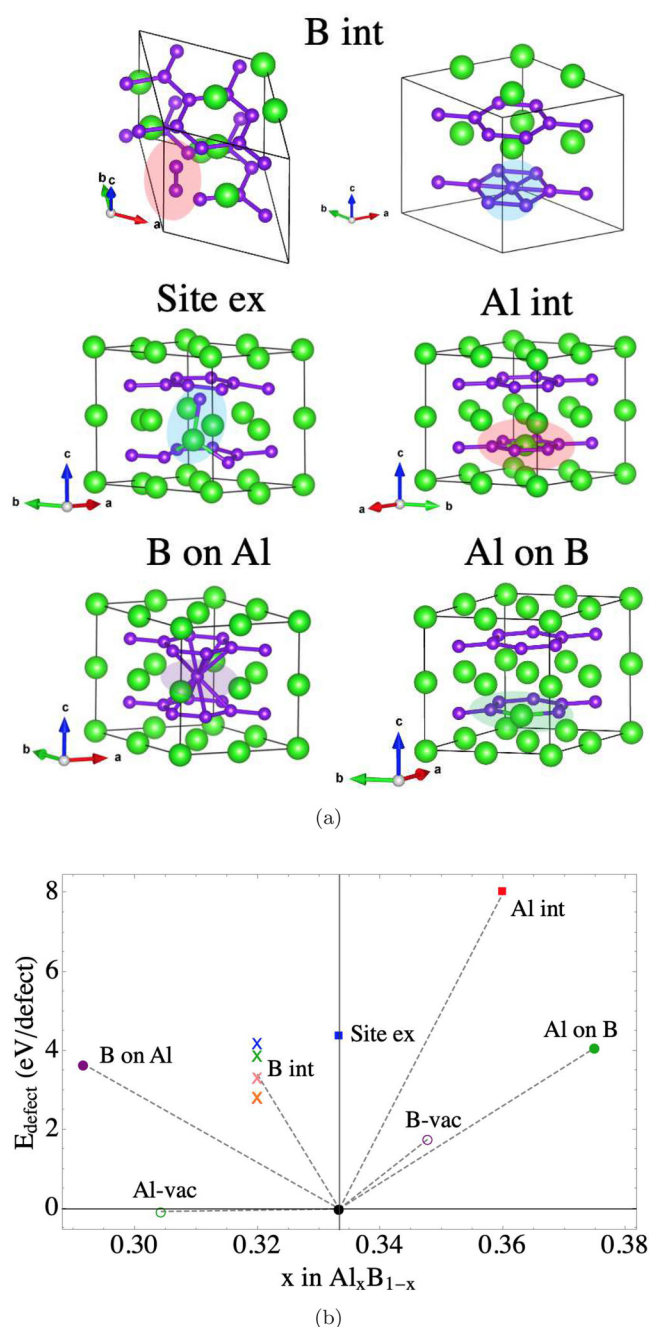 B int
b c
a
c
b a
Site ex
Al int
c
b a
c
a b
B on Al
Al on B
c
b a
c
b a
(a)
8
6
4
2
0
E_defect (eV/defect)
Al int
Site ex
Al on B
B on Al
B int
B-vac
Al-vac
0.30 0.32 0.34 0.36 0.38
x in Al_xB_{1-x}
(b)